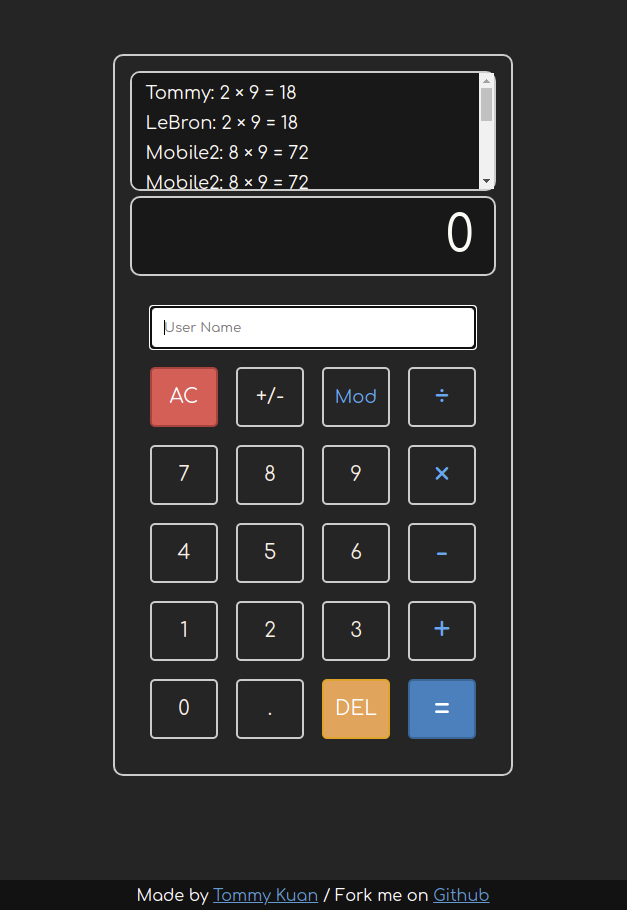 Tommy: 2 × 9 = 18
LeBron: 2 × 9 = 18
Mobile2: 8 × 9 = 72
Mobile2: 8 × 9 = 72
0
User Name
AC +/- Mod ÷
7 8 9 ×
4 5 6 -
1 2 3 +
0 . DEL =
Made by Tommy Kuan / Fork me on Github